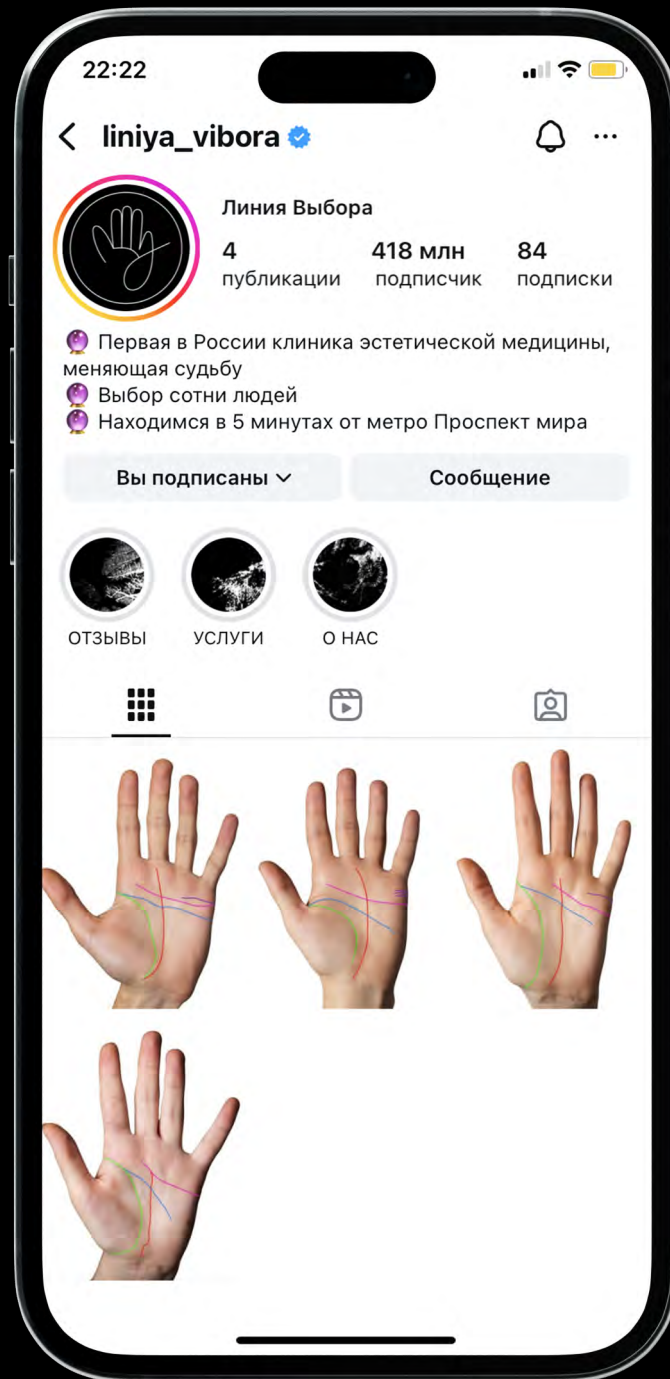 22:22
liniya_vibora
Линия Выбора
4 418 млн 84
публикации подписчик подписки
Первая в России клиника эстетической медицины,
меняющая судьбу
Выбор сотни людей
Находимся в 5 минутах от метро Проспект мира
Вы подписаны Сообщение
ОТЗЫВЫ УСЛУГИ О НАС